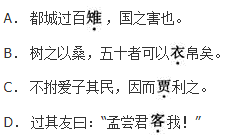 A．都城过百雉，国之害也。
B．树之以桑，五十者可以衣帛矣。
C．不拊爱子其民，因而贾利之。
D．过其友曰：“孟尝君客我！”